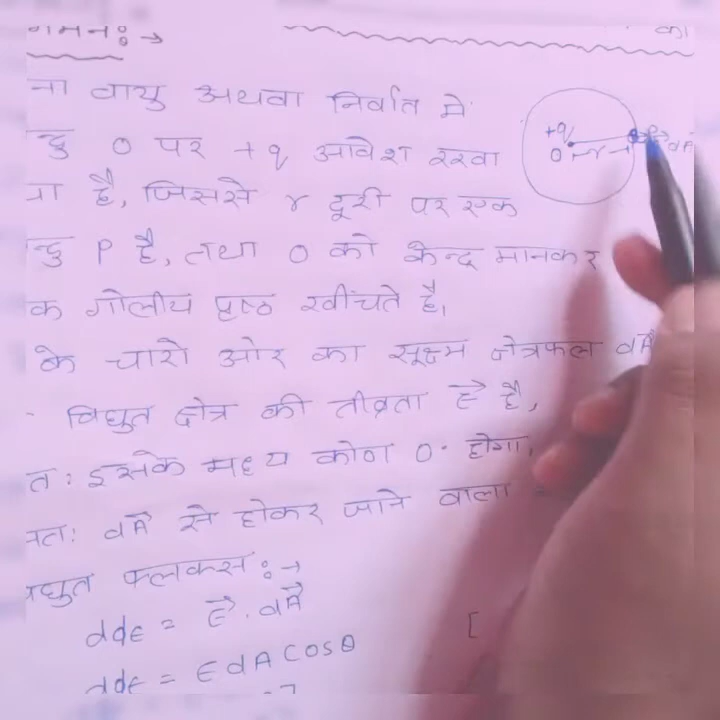 गमनः→
का
ना वायु अथवा निर्वात मे
न्दु O पर +q आवेश रखा
+q
O ⊢r⊣
P
dA
है, जिससे r दूरी पर एक
न्दु P है, तथा O को केन्द्र मानकर
क गोलीय पृष्ठ खींचते है।
के चारो ओर का सूक्ष्म क्षेत्रफल dA⃗
विद्युत क्षेत्र की तीव्रता E⃗ है,
तः इसके मध्य कोण 0° होगा,
तः dA⃗ से होकर जाने वाला
द्युत फ्लक्सः→
dϕE = E⃗ . dA⃗
[
dϕE = E dA COSθ